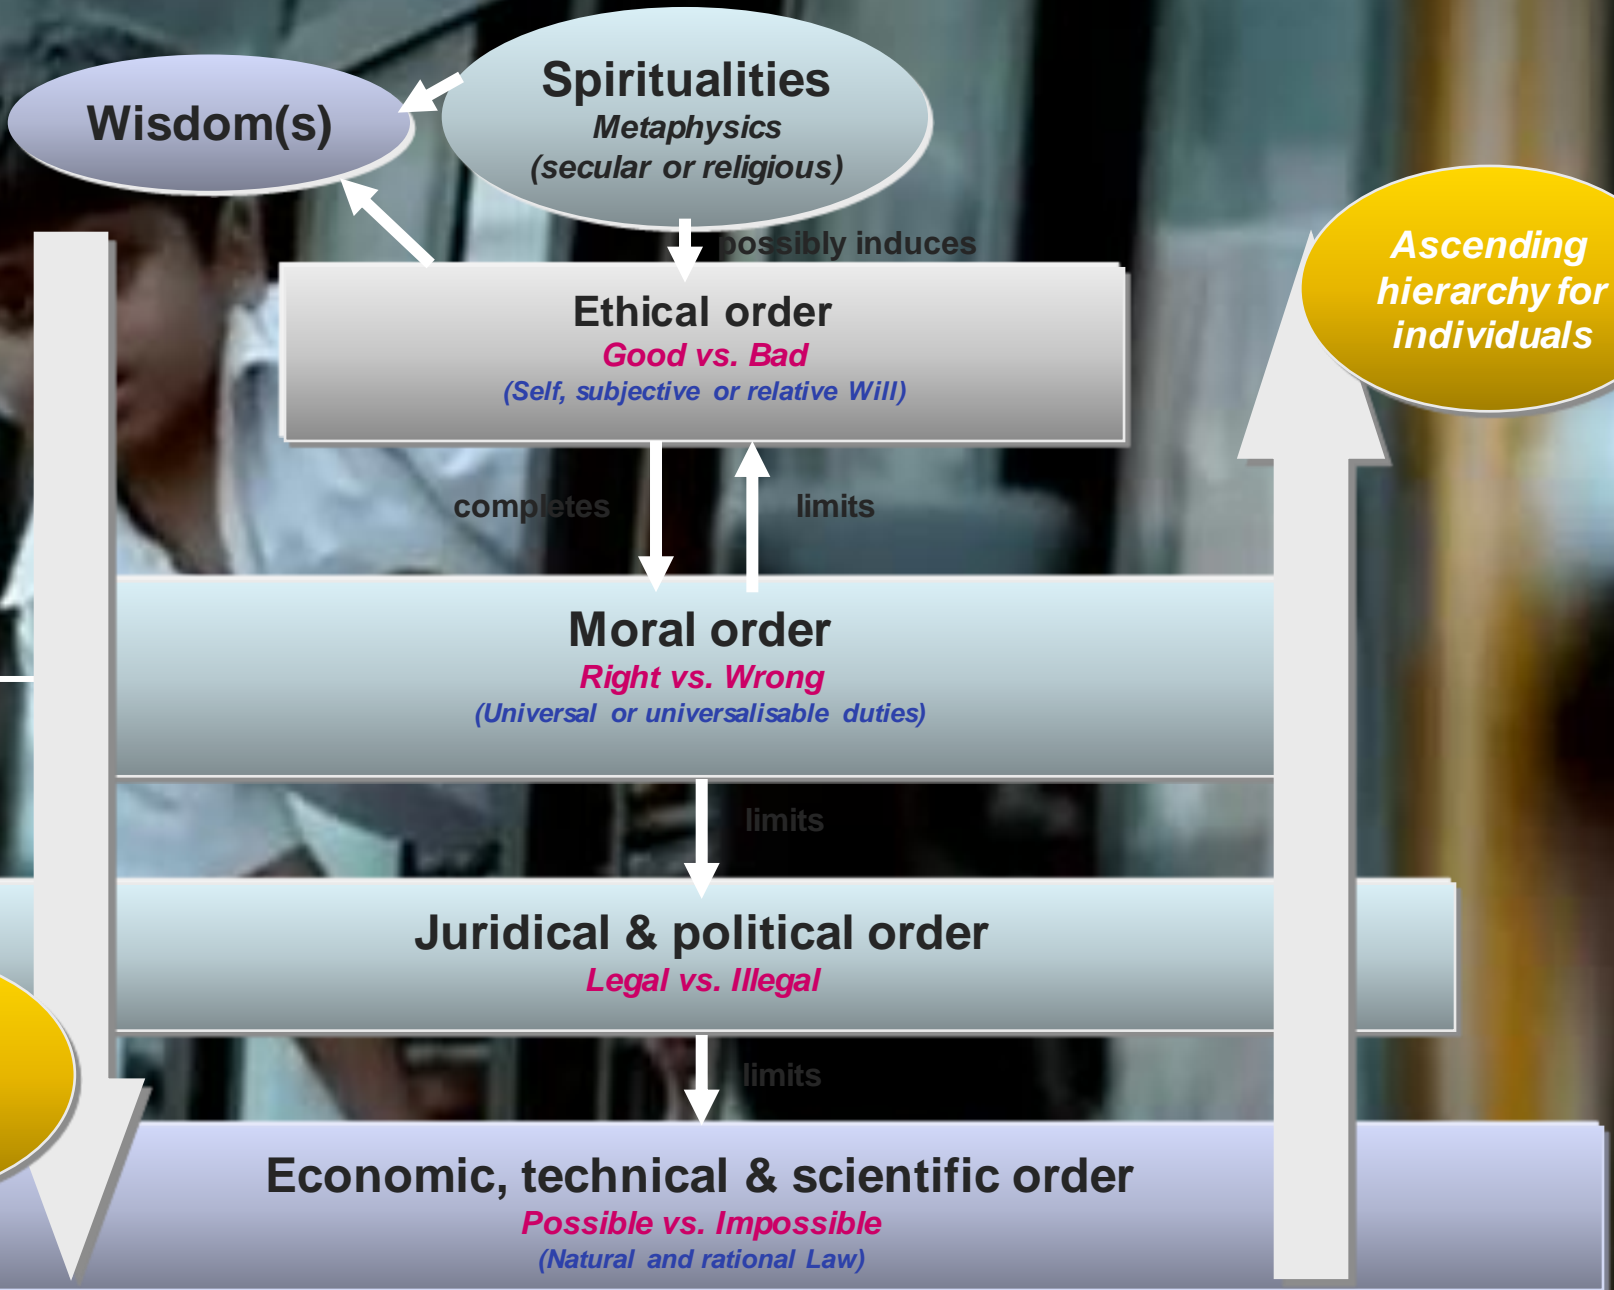 Wisdom(s)
Spiritualities
Metaphysics
(secular or religious)
possibly induces
Ascending
hierarchy for
individuals
Ethical order
Good vs. Bad
(Self, subjective or relative Will)
completes
limits
Moral order
Right vs. Wrong
(Universal or universalisable duties)
limits
Juridical & political order
Legal vs. Illegal
limits
Economic, technical & scientific order
Possible vs. Impossible
(Natural and rational Law)